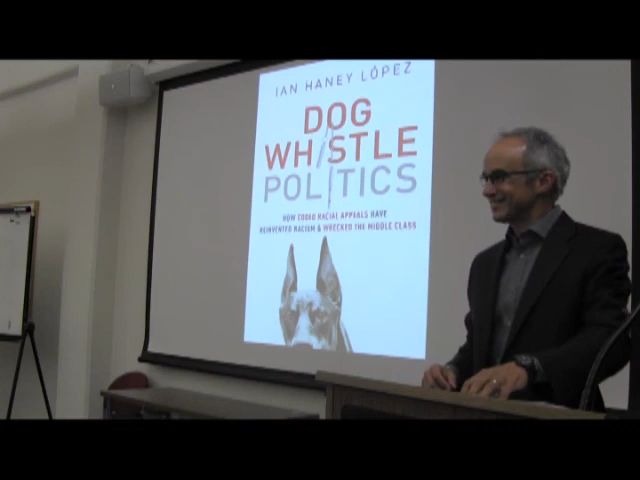 IAN HANEY LÓPEZ
DOG
WHISTLE
POLITICS
HOW CODED RACIAL APPEALS HAVE
REINVENTED RACISM & WRECKED THE MIDDLE CLASS